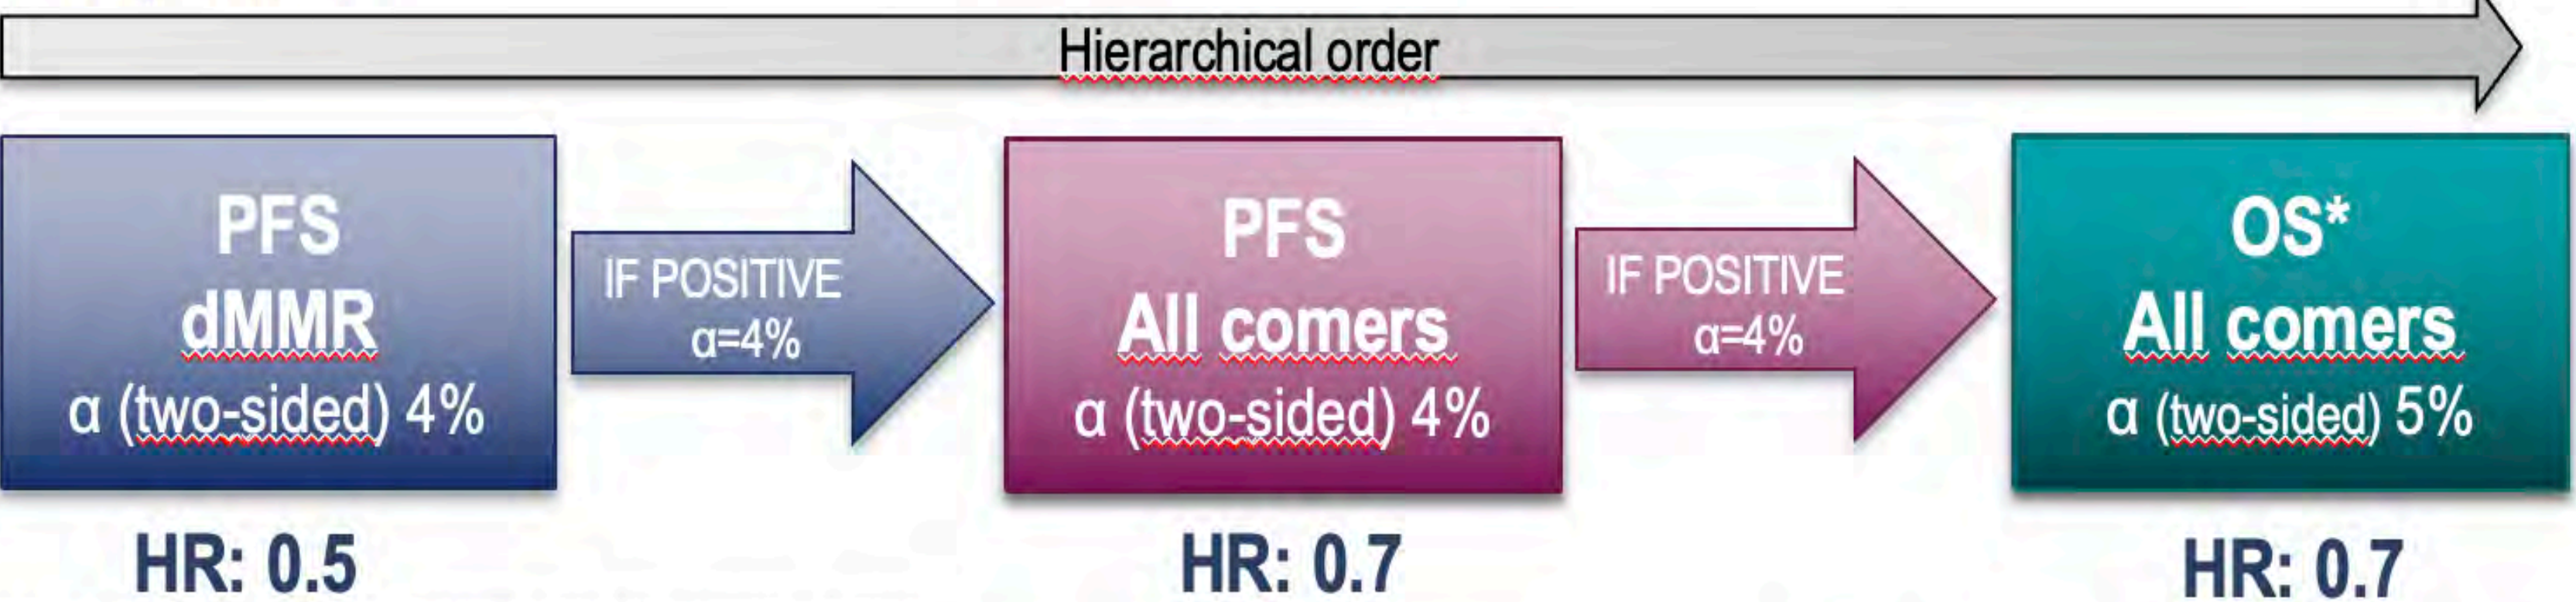 Hierarchical order
PFS
dMMR
α (two-sided) 4%
HR: 0.5
IF POSITIVE
α=4%
PFS
All comers
α (two-sided) 4%
HR: 0.7
IF POSITIVE
α=4%
OS*
All comers
α (two-sided) 5%
HR: 0.7